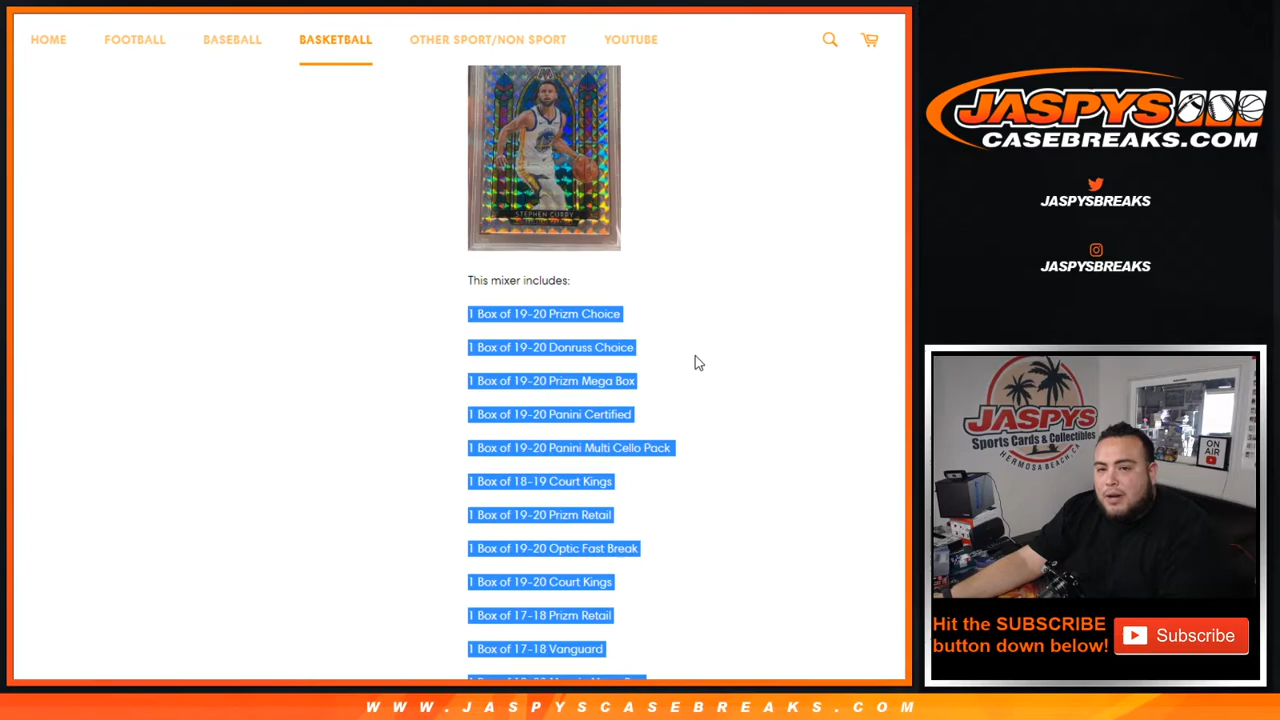 HOME FOOTBALL BASEBALL BASKETBALL OTHER SPORT/NON SPORT YOUTUBE
STEPHEN CURRY
This mixer includes:
1 Box of 19-20 Prizm Choice
1 Box of 19-20 Donruss Choice
1 Box of 19-20 Prizm Mega Box
1 Box of 19-20 Panini Certified
1 Box of 19-20 Panini Multi Cello Pack
1 Box of 18-19 Court Kings
1 Box of 19-20 Prizm Retail
1 Box of 19-20 Optic Fast Break
1 Box of 19-20 Court Kings
1 Box of 17-18 Prizm Retail
1 Box of 17-18 Vanguard
JASPYS
CASEBREAKS.COM
JASPYSBREAKS
JASPYSBREAKS
JASPYS
Sports Cards & Collectibles
HERMOSA BEACH, CA
ON
AIR
Hit the SUBSCRIBE
button down below!
Subscribe
WWW.JASPYSCASEBREAKS.COM